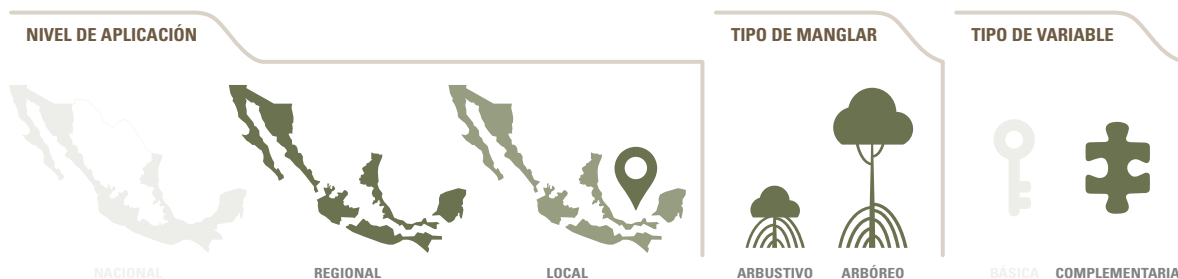 NIVEL DE APLICACIÓN
TIPO DE MANGLAR
TIPO DE VARIABLE
NACIONAL
REGIONAL
LOCAL
ARBUSTIVO
ARBÓREO
BÁSICA
COMPLEMENTARIA